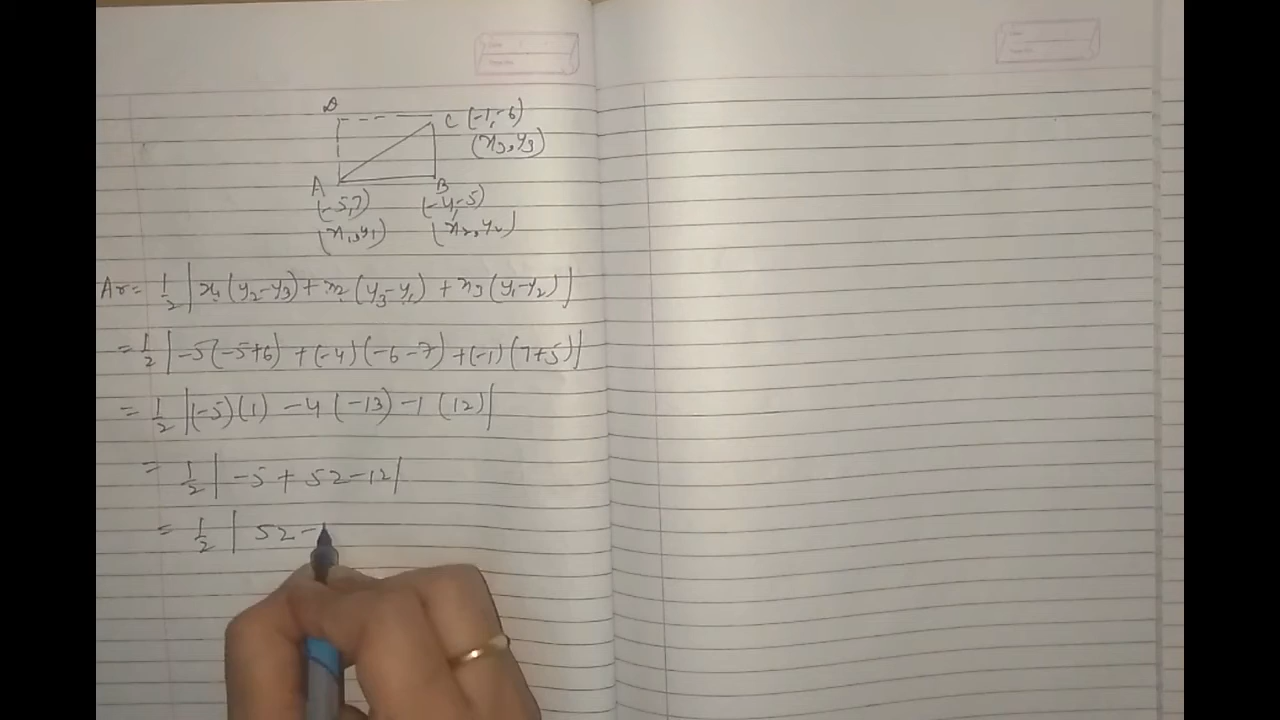 D
C (-1,-6)
(x3,y3)
A
B
(-5,7)
(-4,-5)
(x1,y1)
(x2,y2)
Ar= 1/2 |x1(y2-y3)+x2(y3-y1)+x3(y1-y2)|
= 1/2 |-5(-5+6)+(-4)(-6-7)+(-1)(7+5)|
= 1/2 |(-5)(1) -4(-13)-1(12)|
= 1/2 |-5+52-12|
= 1/2 | 52-